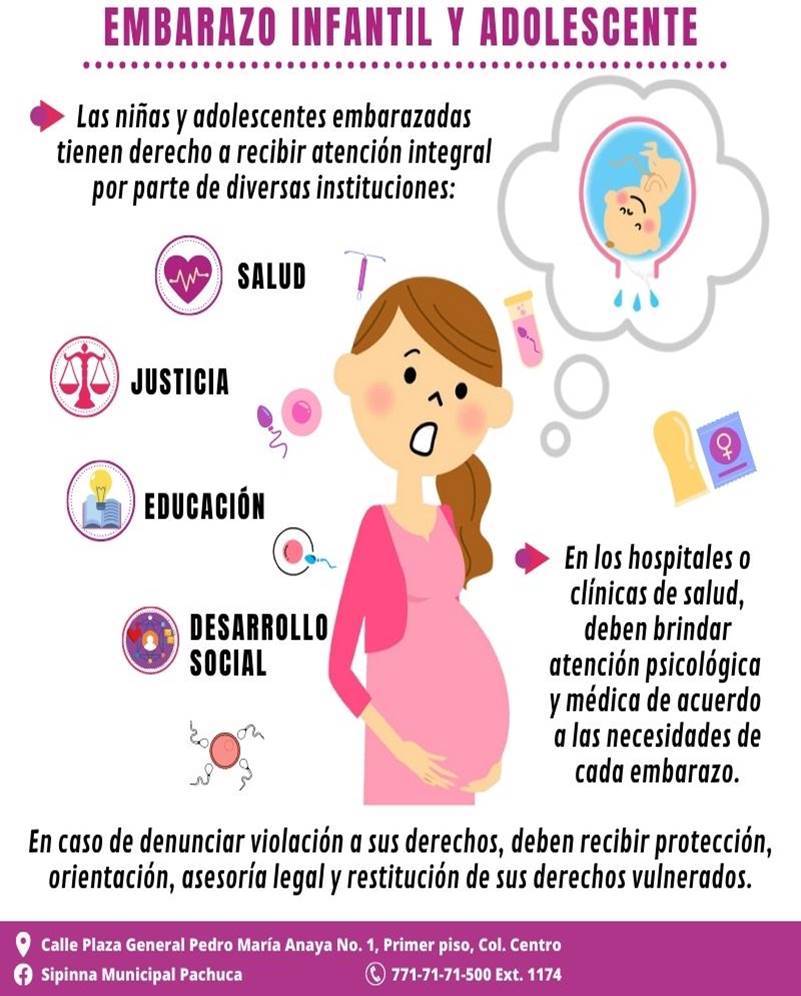 EMBARAZO INFANTIL Y ADOLESCENTE
Las niñas y adolescentes embarazadas
tienen derecho a recibir atención integral
por parte de diversas instituciones:
SALUD
JUSTICIA
EDUCACIÓN
DESARROLLO
SOCIAL
En los hospitales o
clínicas de salud,
deben brindar
atención psicológica
y médica de acuerdo
a las necesidades de
cada embarazo.
En caso de denunciar violación a sus derechos, deben recibir protección,
orientación, asesoría legal y restitución de sus derechos vulnerados.
Calle Plaza General Pedro María Anaya No. 1, Primer piso, Col. Centro
Sipinna Municipal Pachuca
771-71-71-500 Ext. 1174